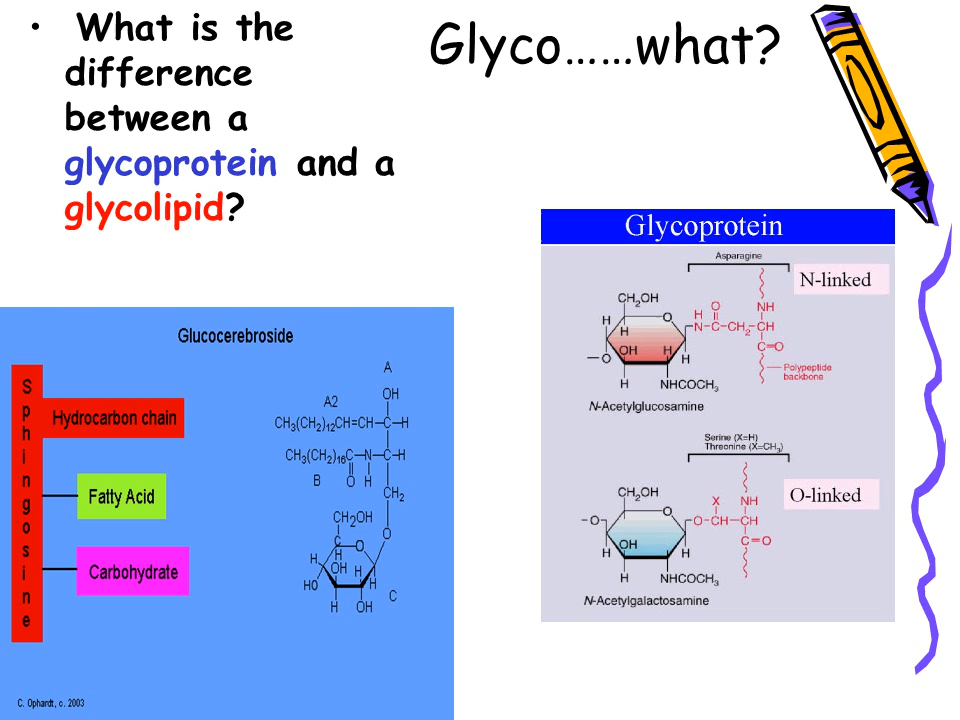 • What is the
difference
between a
glycoprotein and a
glycolipid?
Glyco……what?
Glucocerebroside
Sphingosine
Hydrocarbon chain
Fatty Acid
Carbohydrate
A
OH
A2
CH3(CH2)12CH=CH–C–H
CH3(CH2)16C–N–C–H
B
O H
CH2
CH2OH
O
C
O
H
OH
H
H
HO
H
OH
C
C. Ophardt, c. 2003
Glycoprotein
Asparagine
N-linked
CH2OH
O
H
H
H
OH
H
O
H
NHCOCH3
H O
N–C–CH2–CH
NH
C=O
Polypeptide
backbone
N-Acetylglucosamine
Serine (X=H)
Threonine (X=CH3)
O-linked
CH2OH
O
O
H
H
OH
H
H
NHCOCH3
X NH
O–CH–CH
C=O
N-Acetylgalactosamine